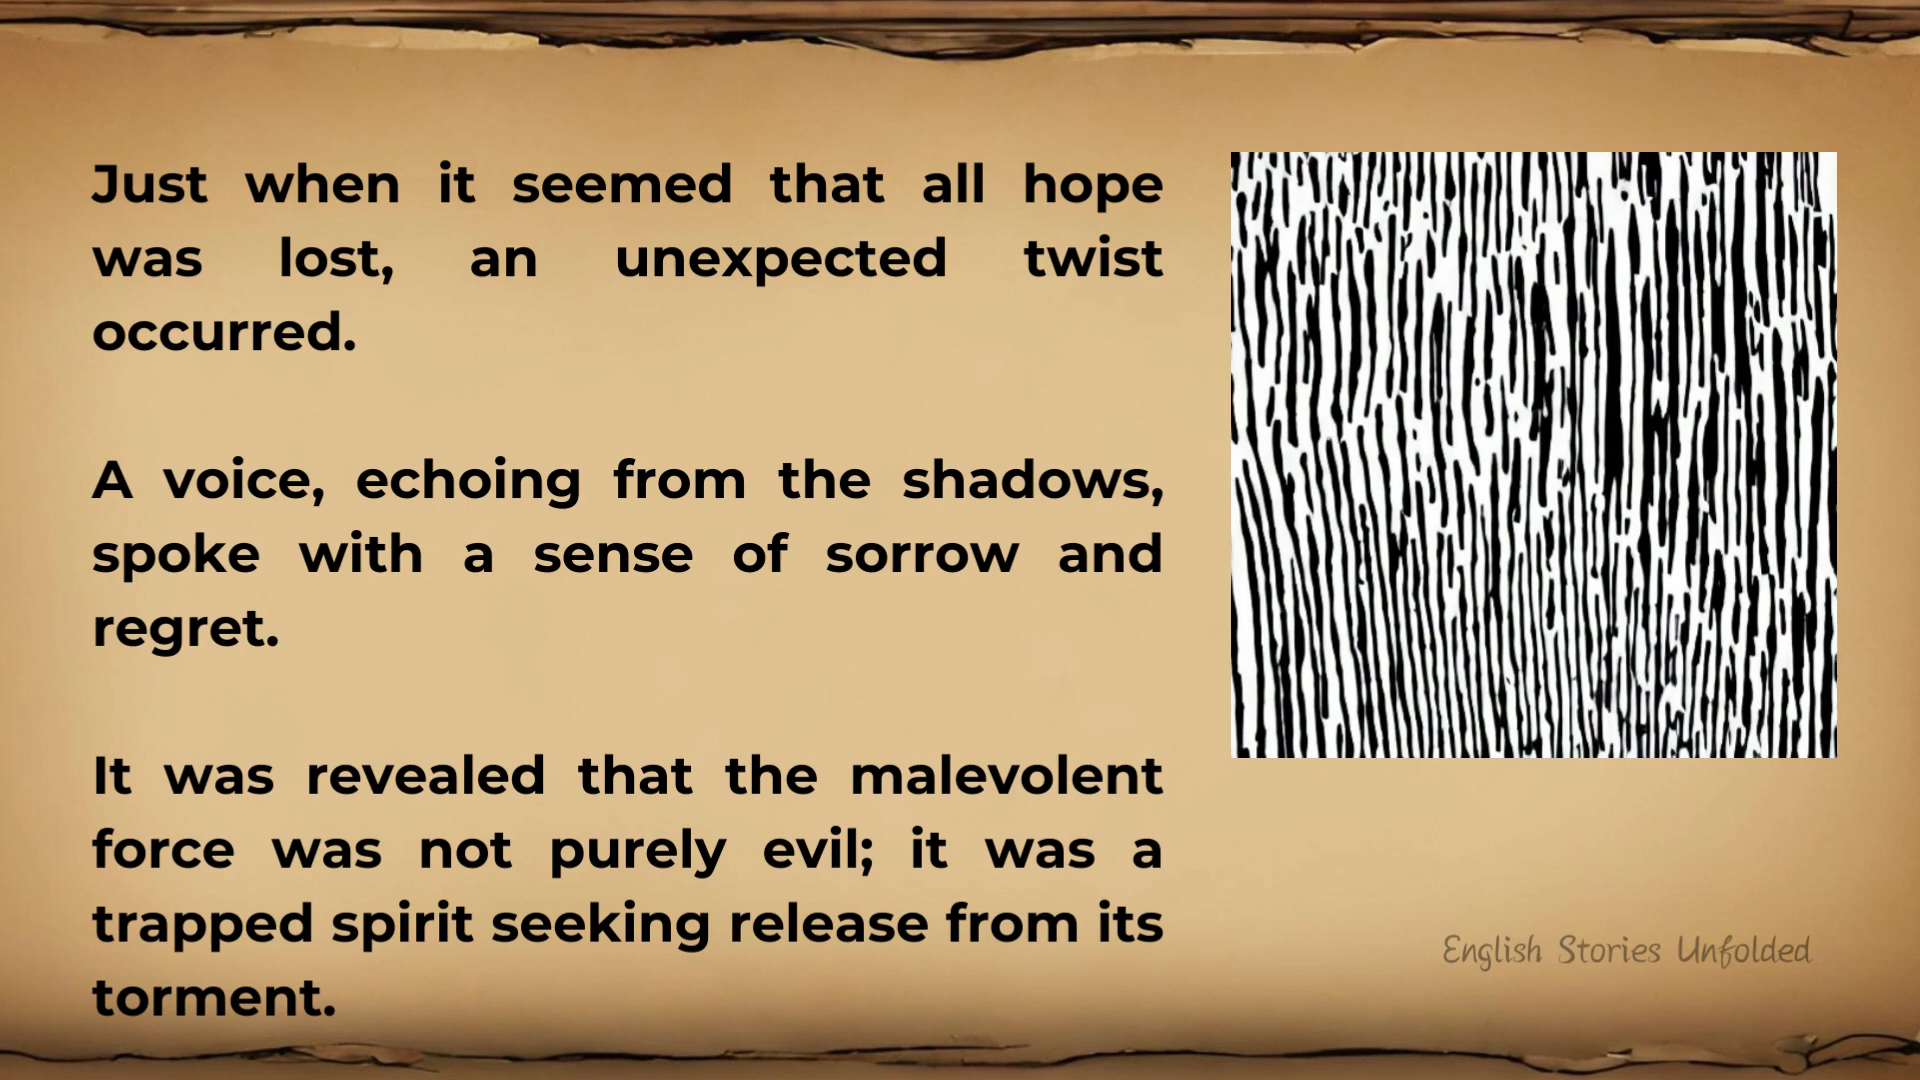 Just when it seemed that all hope
was lost, an unexpected twist
occurred.
A voice, echoing from the shadows,
spoke with a sense of sorrow and
regret.
It was revealed that the malevolent
force was not purely evil; it was a
trapped spirit seeking release from its
torment.
English Stories Unfolded